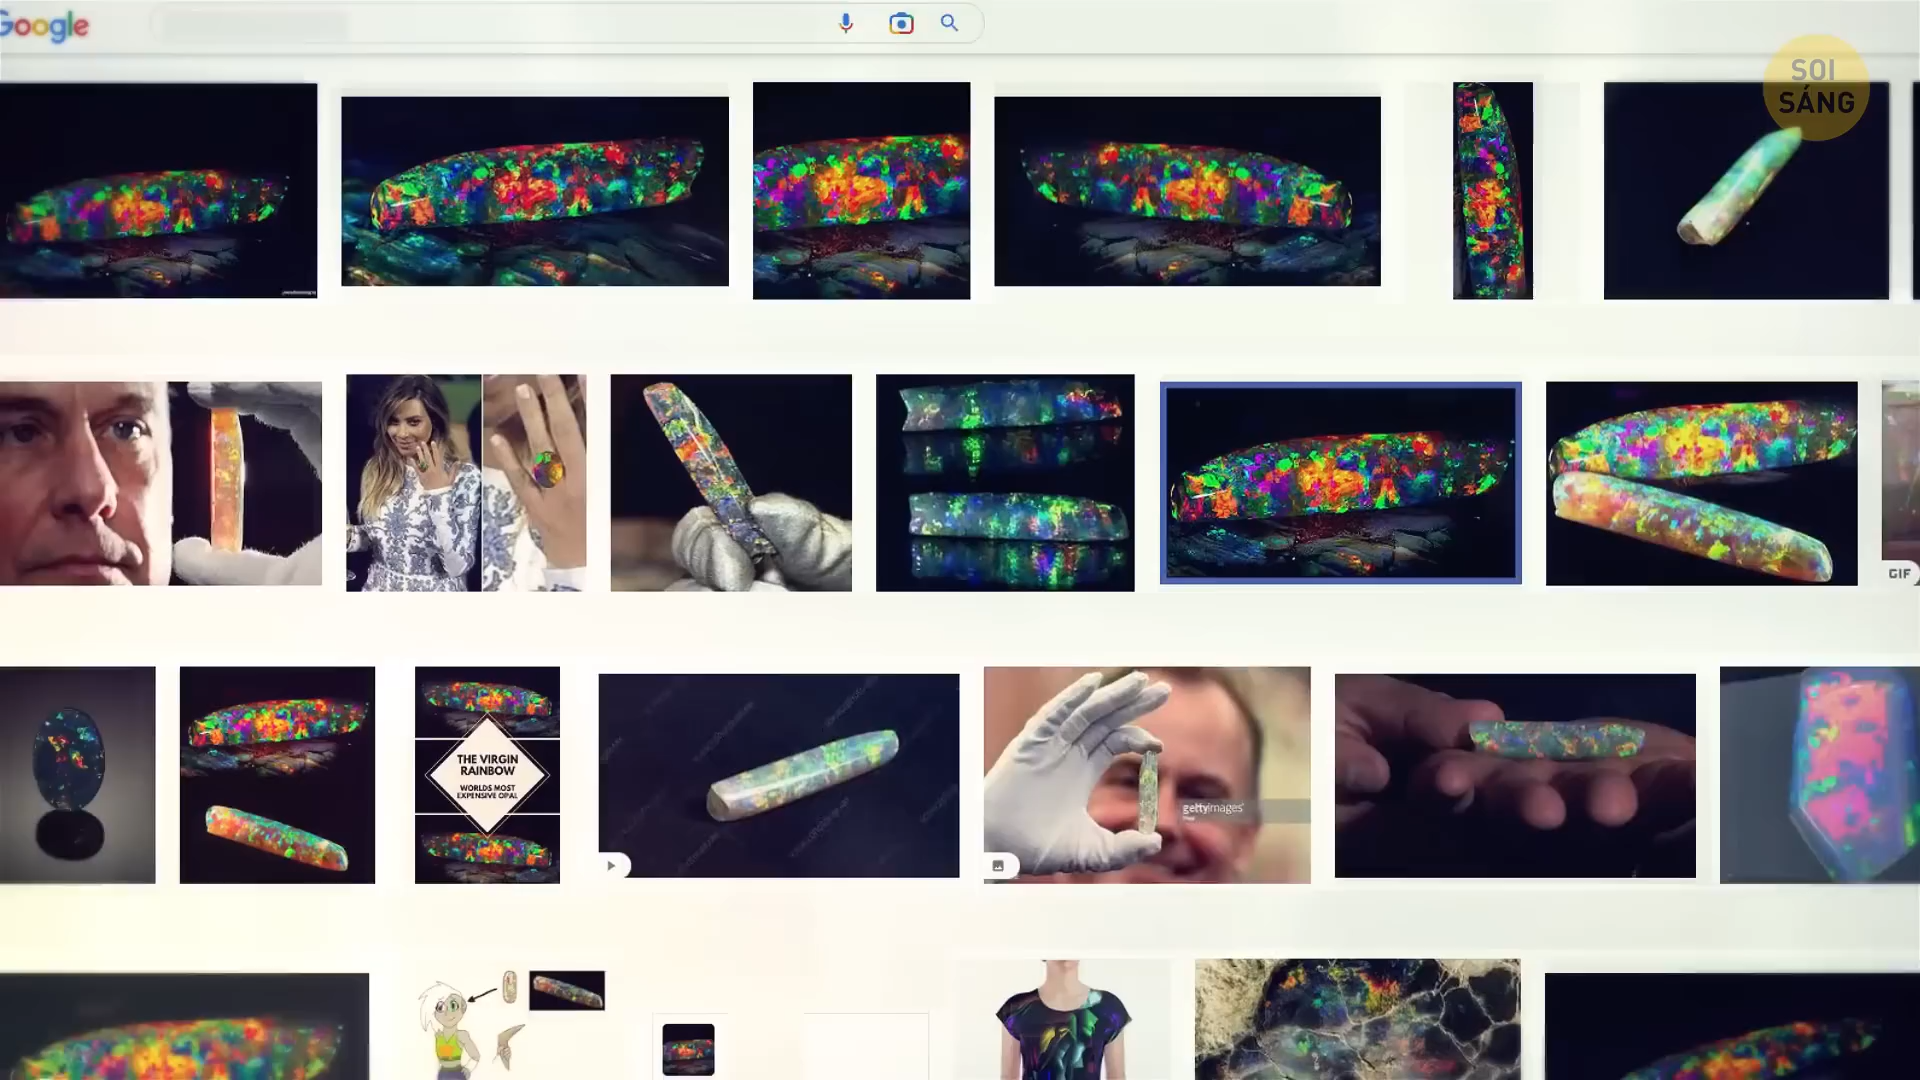 Google
SOI
SÁNG
GIF
THE VIRGIN
RAINBOW
WORLDS MOST
EXPENSIVE OPAL
gettyimages